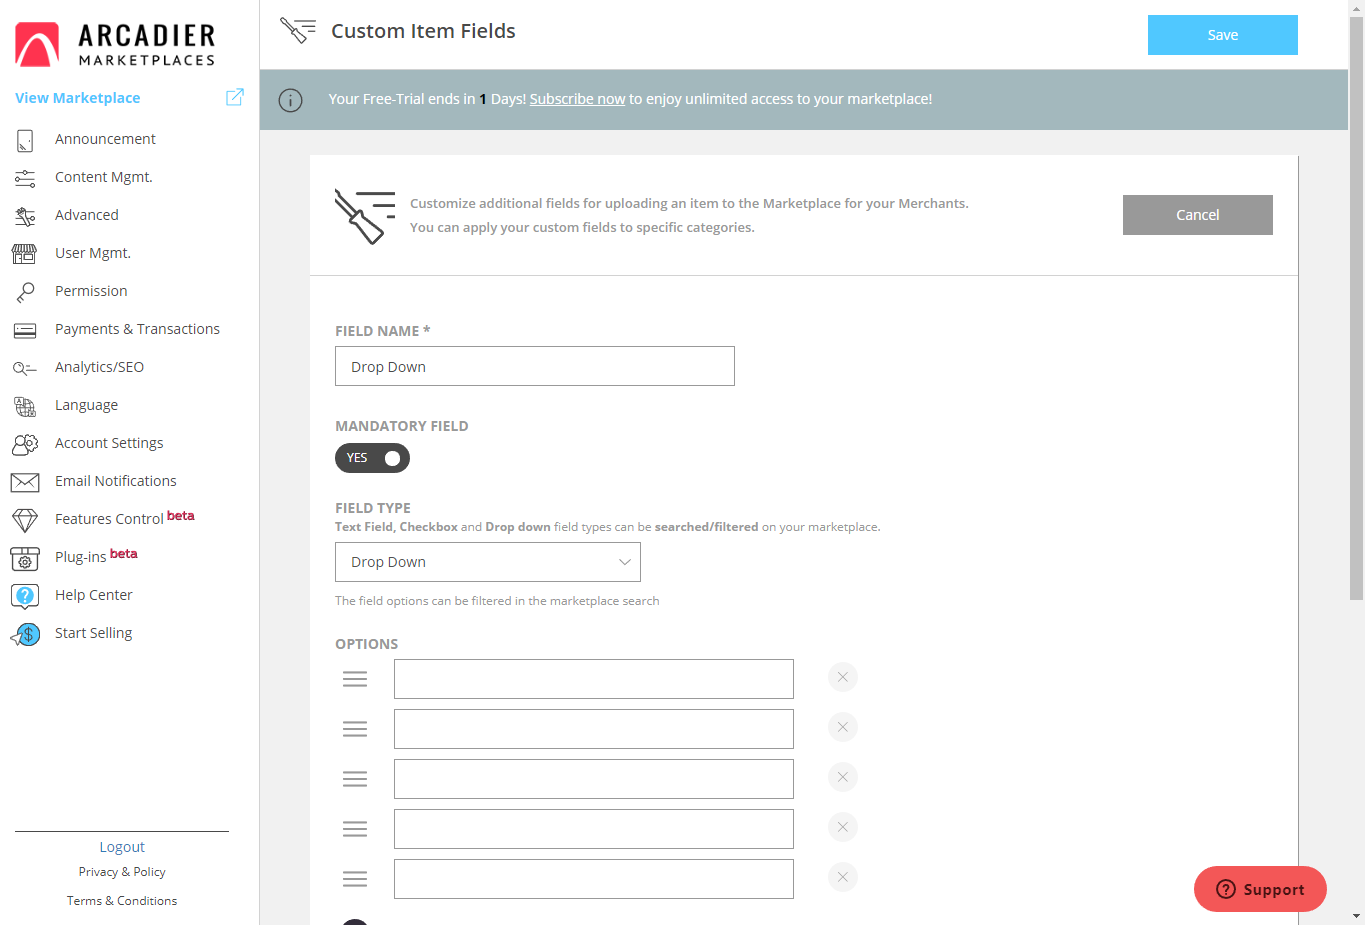 ARCADIER
MARKETPLACES
View Marketplace
Announcement
Content Mgmt.
Advanced
User Mgmt.
Permission
Payments & Transactions
Analytics/SEO
Language
Account Settings
Email Notifications
Features Control beta
Plug-ins beta
Help Center
Start Selling
Logout
Privacy & Policy
Terms & Conditions
Custom Item Fields
Save
Your Free-Trial ends in 1 Days! Subscribe now to enjoy unlimited access to your marketplace!
Customize additional fields for uploading an item to the Marketplace for your Merchants.
You can apply your custom fields to specific categories.
Cancel
FIELD NAME *
Drop Down
MANDATORY FIELD
YES
FIELD TYPE
Text Field, Checkbox and Drop down field types can be searched/filtered on your marketplace.
Drop Down
The field options can be filtered in the marketplace search
OPTIONS
Support